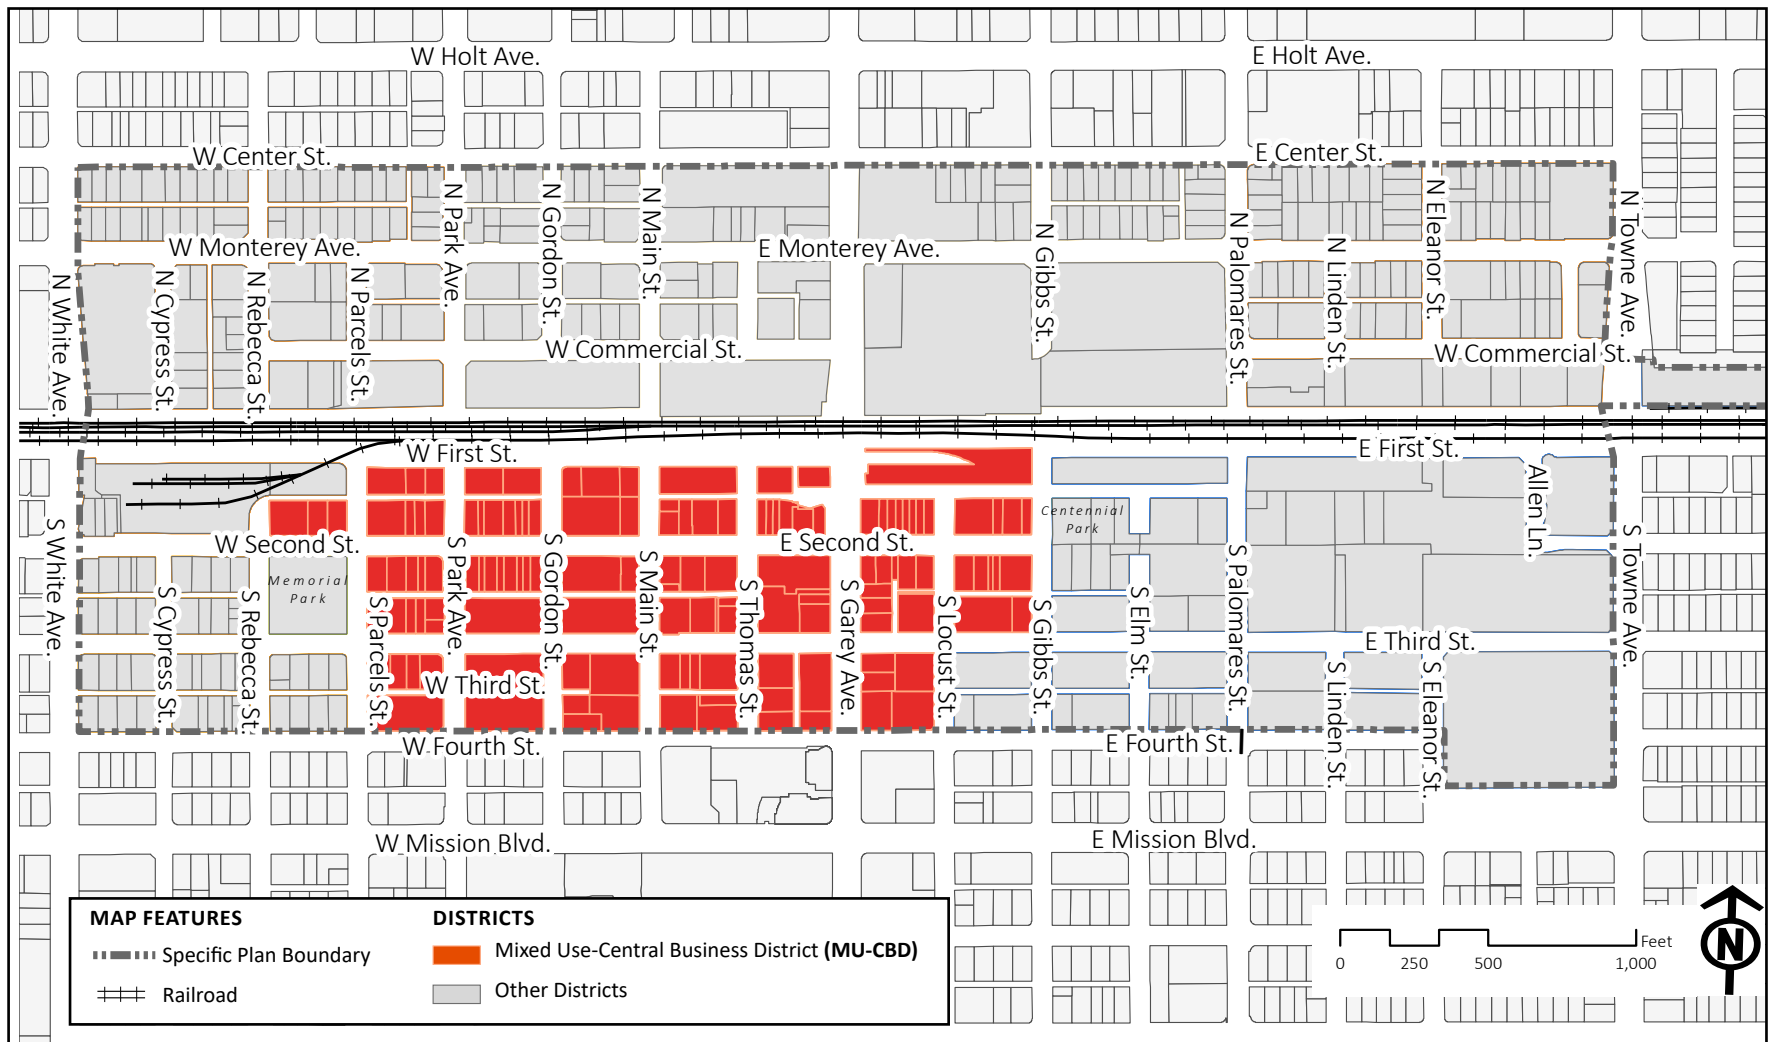 W Holt Ave.
E Holt Ave.
W Center St.
E Center St.
N Park Ave.
N Gordon St.
N Main St.
N Gibbs St.
N Palomares St.
N Linden St.
N Eleanor St.
N Towne Ave.
W Monterey Ave.
E Monterey Ave.
N White Ave.
N Cypress St.
N Rebecca St.
N Parcels St.
W Commercial St.
W Commercial St.
W First St.
E First St.
Allen Ln.
Centennial
Park
S White Ave.
W Second St.
E Second St.
Memorial
Park
S Cypress St.
S Rebecca St.
S Parcels St.
S Park Ave.
S Gordon St.
S Main St.
S Thomas St.
S Garey Ave.
S Locust St.
S Gibbs St.
S Elm St.
S Palomares St.
S Linden St.
S Eleanor St.
S Towne Ave.
E Third St.
W Third St.
W Fourth St.
E Fourth St.
W Mission Blvd.
E Mission Blvd.
MAP FEATURES
Specific Plan Boundary
Railroad
DISTRICTS
Mixed Use-Central Business District (MU-CBD)
Other Districts
Feet
0 250 500 1,000
N